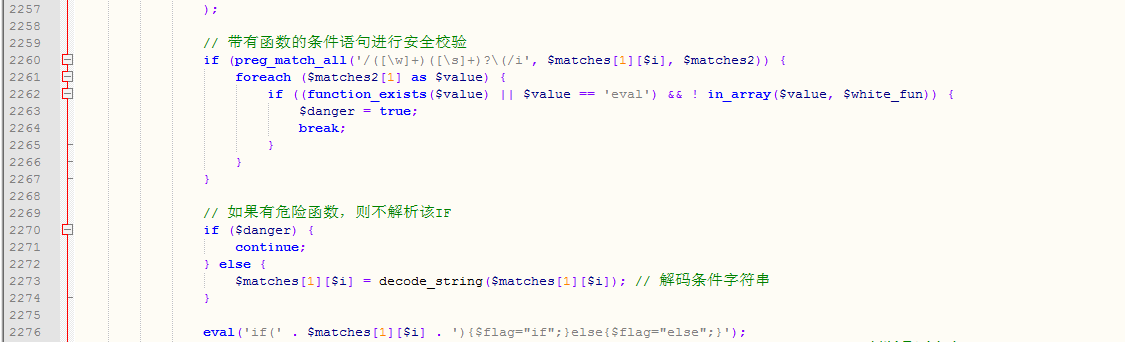 2257 );
2258
2259 // 带有函数的条件语句进行安全校验
2260 if (preg_match_all('/([\w]+)([\s]+)?\(/i', $matches[1][$i], $matches2)) {
2261 foreach ($matches2[1] as $value) {
2262 if ((function_exists($value) || $value == 'eval') && ! in_array($value, $white_fun)) {
2263 $danger = true;
2264 break;
2265 }
2266 }
2267 }
2268
2269 // 如果有危险函数，则不解析该IF
2270 if ($danger) {
2271 continue;
2272 } else {
2273 $matches[1][$i] = decode_string($matches[1][$i]); // 解码条件字符串
2274 }
2275
2276 eval('if(' . $matches[1][$i] . '){$flag="if";}else{$flag="else";}');